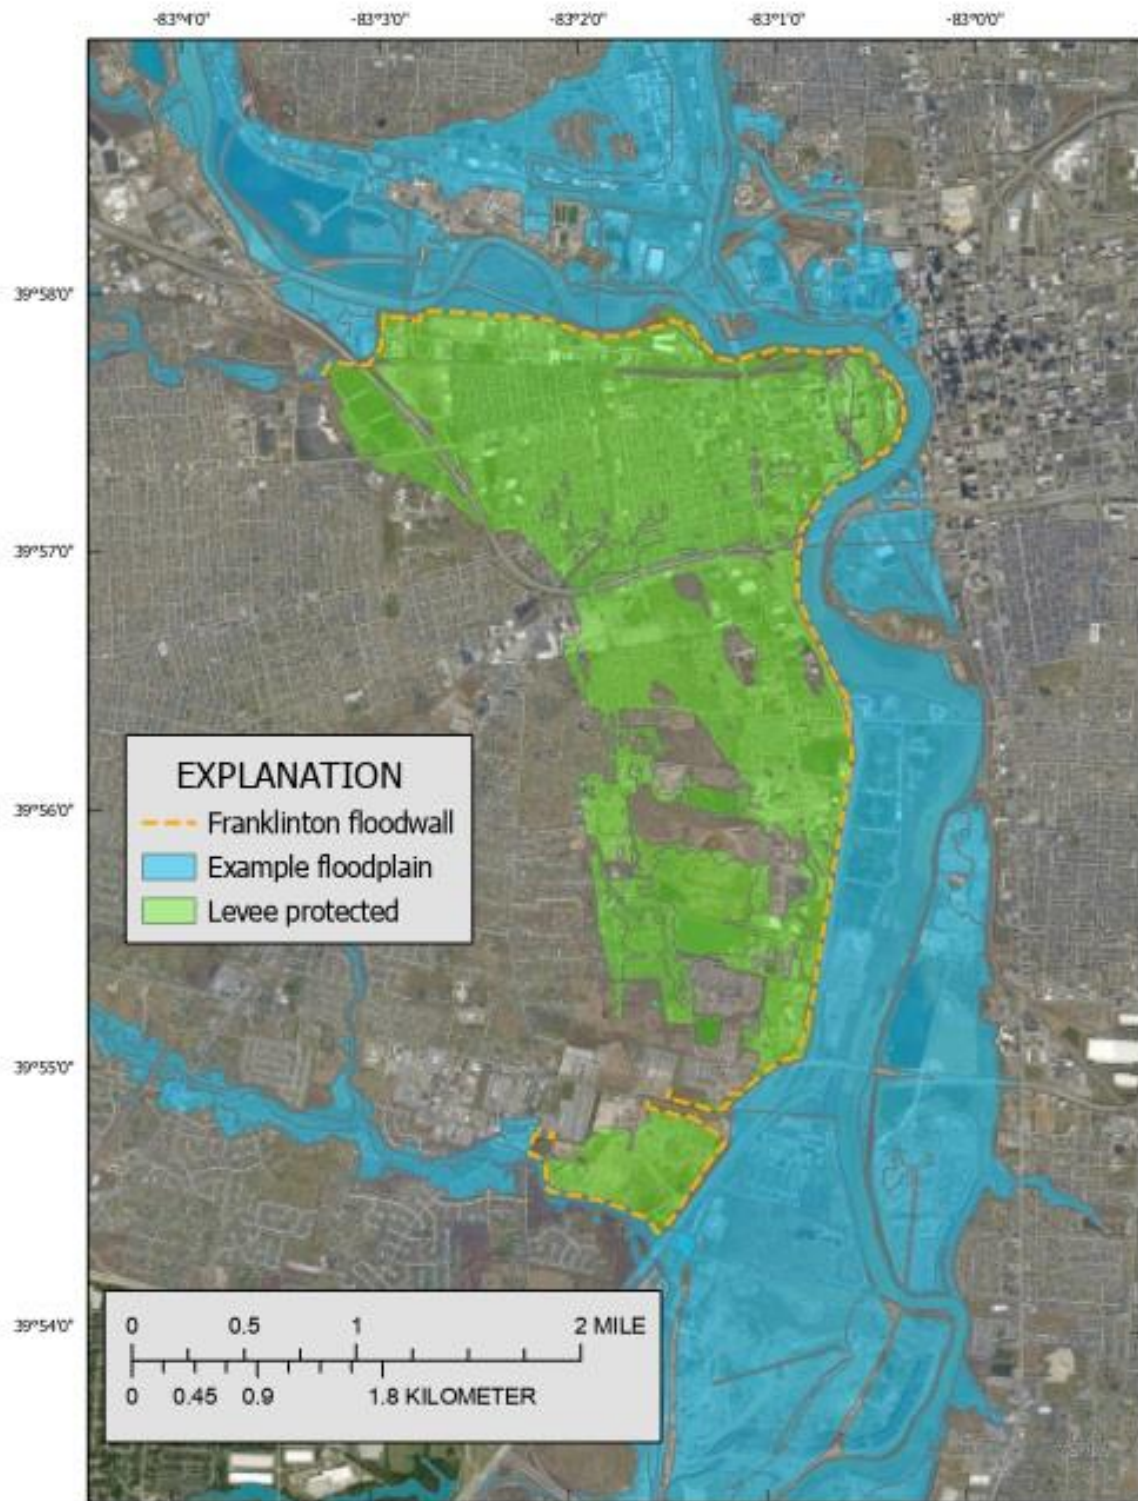 -83°4'0" -83°3'0" -83°2'0" -83°1'0" -83°0'0"
39°58'0"
39°57'0"
39°56'0"
39°55'0"
39°54'0"
EXPLANATION
Franklinton floodwall
Example floodplain
Levee protected
0 0.5 1 2 MILE
0 0.45 0.9 1.8 KILOMETER